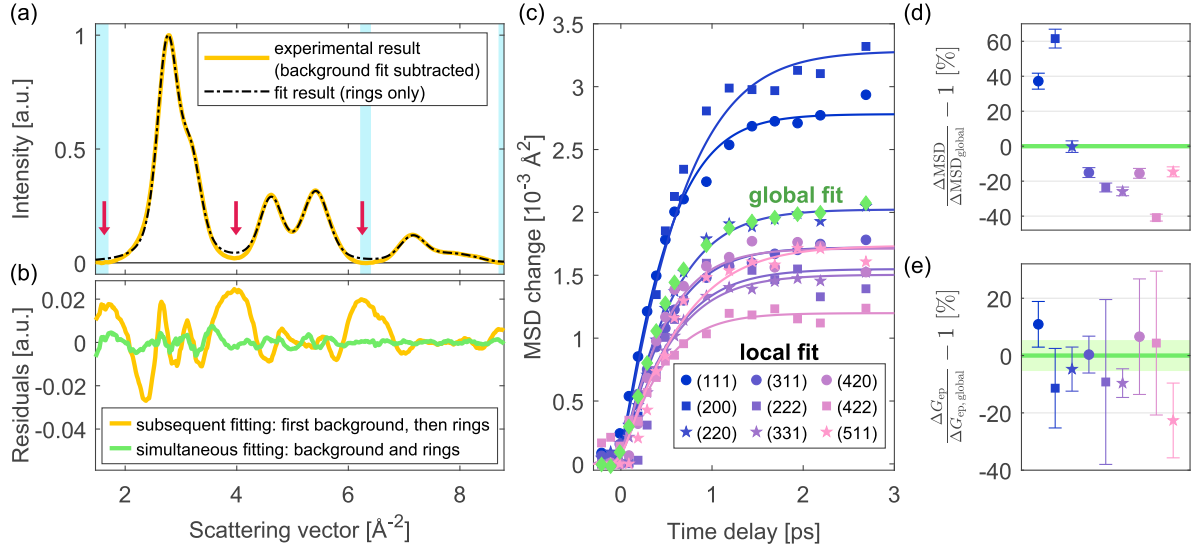 (a)
Intensity [a.u.]
1
0.5
0
experimental result
(background fit subtracted)
fit result (rings only)
(b)
Residuals [a.u.]
0.02
0
-0.02
-0.04
subsequent fitting: first background, then rings
simultaneous fitting: background and rings
2
4
6
8
Scattering vector [Å⁻²]
(c)
MSD change [10⁻³ Å²]
3.5
3
2.5
2
1.5
1
0.5
0
global fit
local fit
(111)
(311)
(420)
(200)
(222)
(422)
(220)
(331)
(511)
0
1
2
3
Time delay [ps]
(d)
ΔMSD / ΔMSD_global − 1 [%]
60
40
20
0
-20
-40
(e)
ΔG_ep / ΔG_ep, global − 1 [%]
20
0
-20
-40